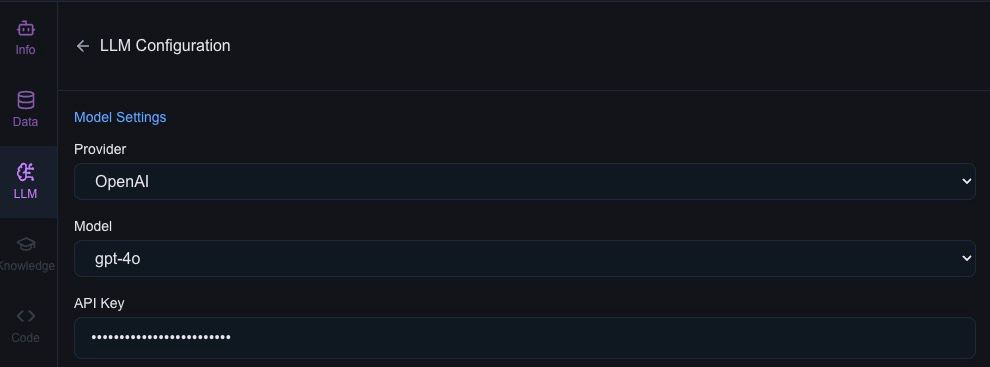 Info
Data
LLM
Knowledge
Code
LLM Configuration
Model Settings
Provider
OpenAI
Model
gpt-4o
API Key
•••••••••••••••••••••••••